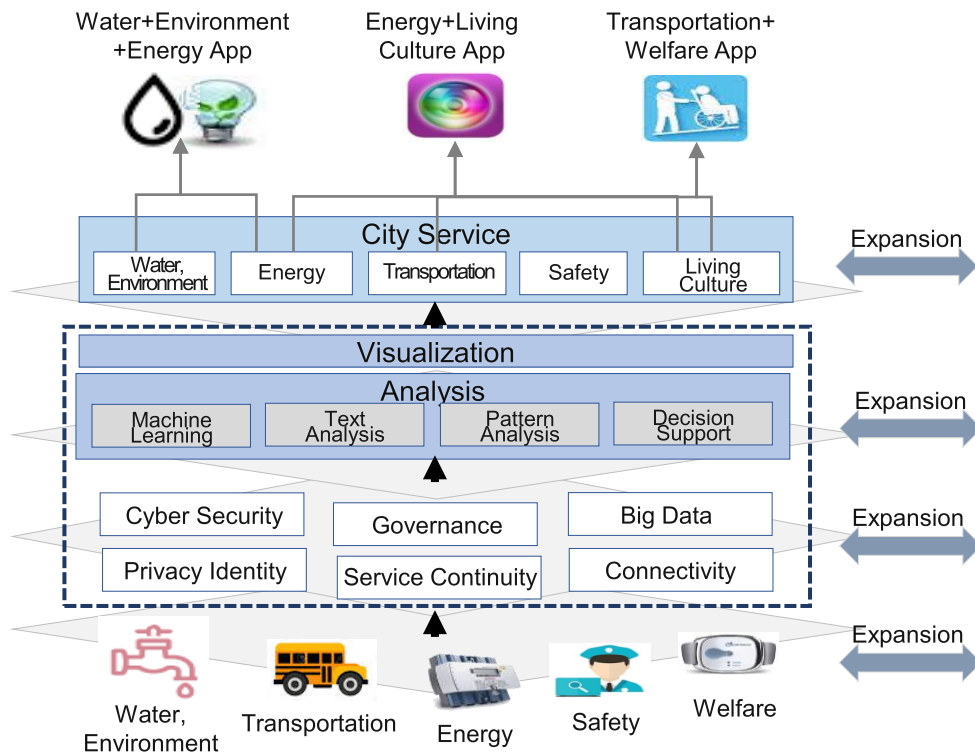 Water+Environment
+Energy App
Energy+Living
Culture App
Transportation+
Welfare App
City Service
Water,
Environment
Energy
Transportation
Safety
Living
Culture
Expansion
Visualization
Analysis
Machine
Learning
Text
Analysis
Pattern
Analysis
Decision
Support
Expansion
Cyber Security
Governance
Big Data
Expansion
Privacy Identity
Service Continuity
Connectivity
Expansion
Water,
Environment
Transportation
Energy
Safety
Welfare